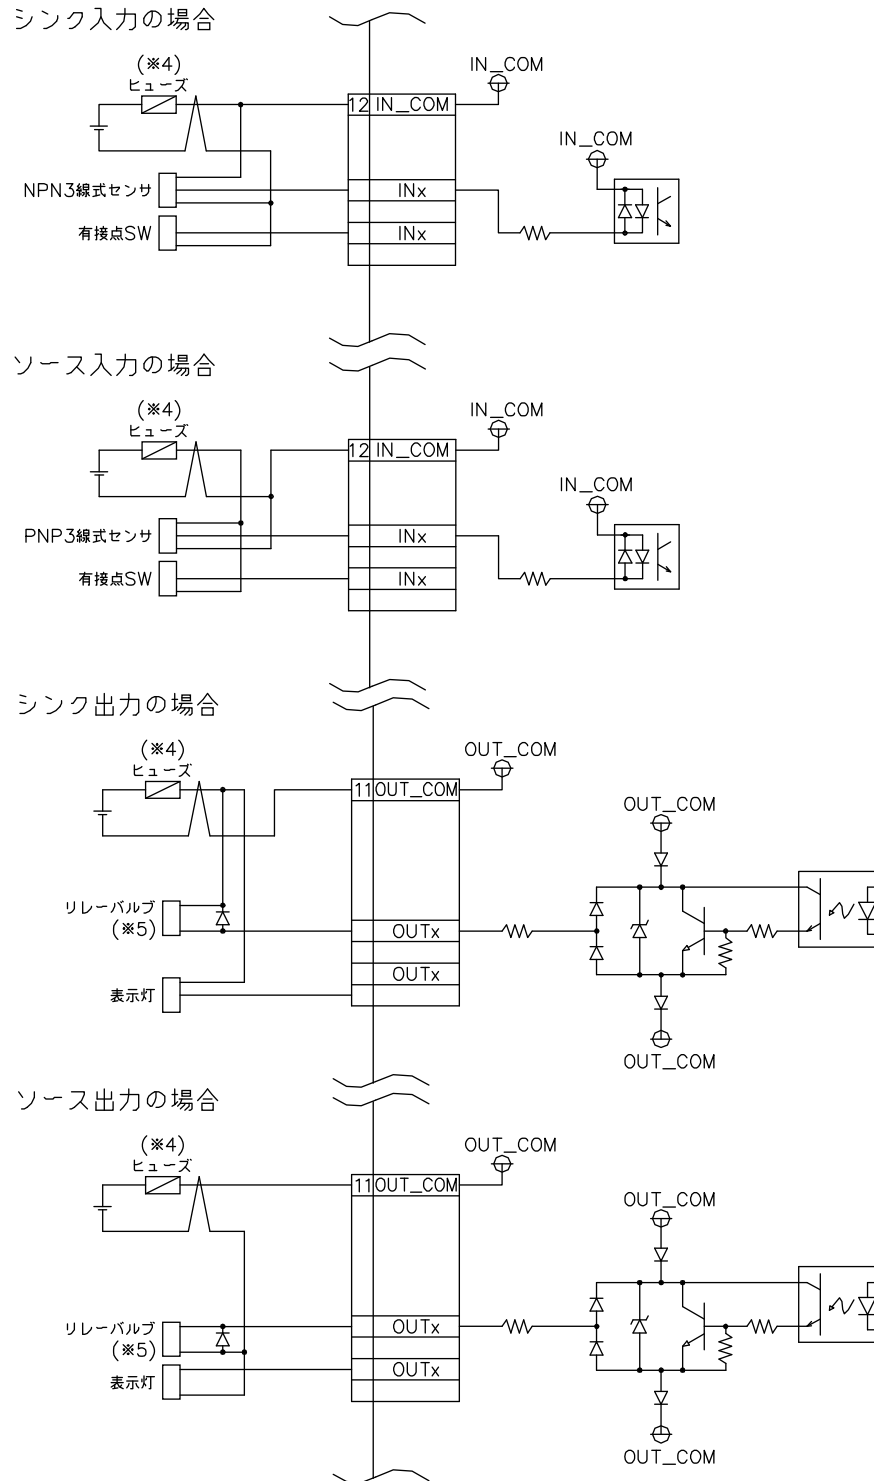 シンク入力の場合
(※4)
ヒューズ
IN_COM
12 IN_COM
IN_COM
NPN3線式センサ
INx
有接点SW
INx
ソース入力の場合
(※4)
ヒューズ
IN_COM
12 IN_COM
IN_COM
PNP3線式センサ
INx
有接点SW
INx
シンク出力の場合
(※4)
ヒューズ
OUT_COM
11 OUT_COM
OUT_COM
リレーバルブ
(※5)
OUTx
OUTx
表示灯
OUT_COM
ソース出力の場合
(※4)
ヒューズ
OUT_COM
11 OUT_COM
OUT_COM
リレーバルブ
(※5)
OUTx
OUTx
表示灯
OUT_COM